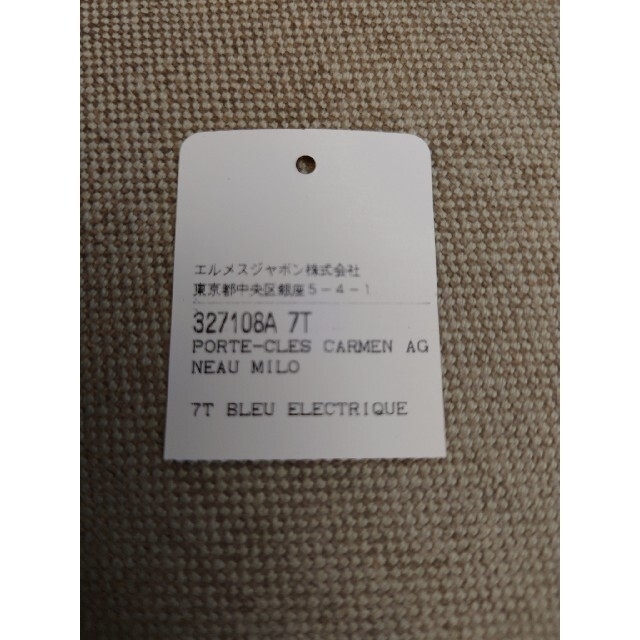 エルメスジャポン株式会社
東京都中央区銀座５－４－１
327108A 7T
PORTE-CLES CARMEN AG
NEAU MILO
7T BLEU ELECTRIQUE